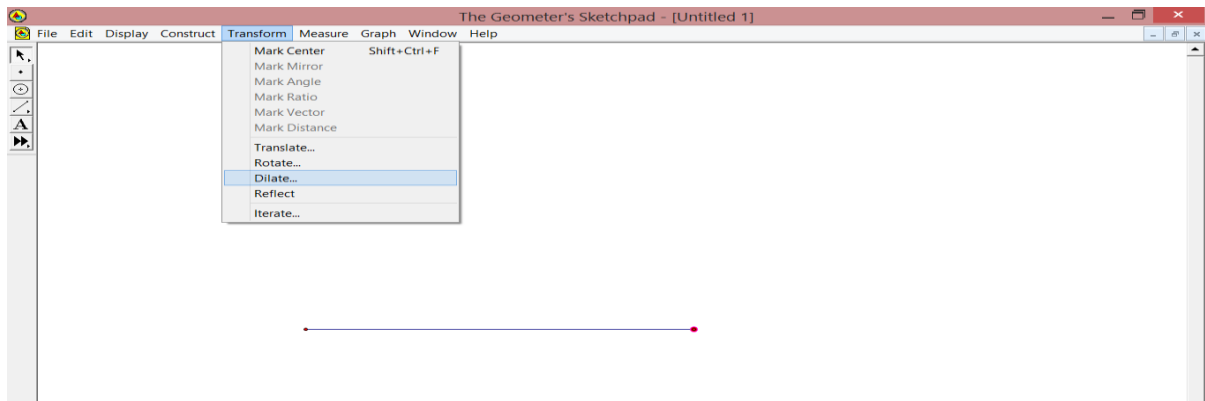 The Geometer's Sketchpad - [Untitled 1]
File Edit Display Construct Transform Measure Graph Window Help
Mark Center Shift+Ctrl+F
Mark Mirror
Mark Angle
Mark Ratio
Mark Vector
Mark Distance
Translate...
Rotate...
Dilate...
Reflect
Iterate...
A